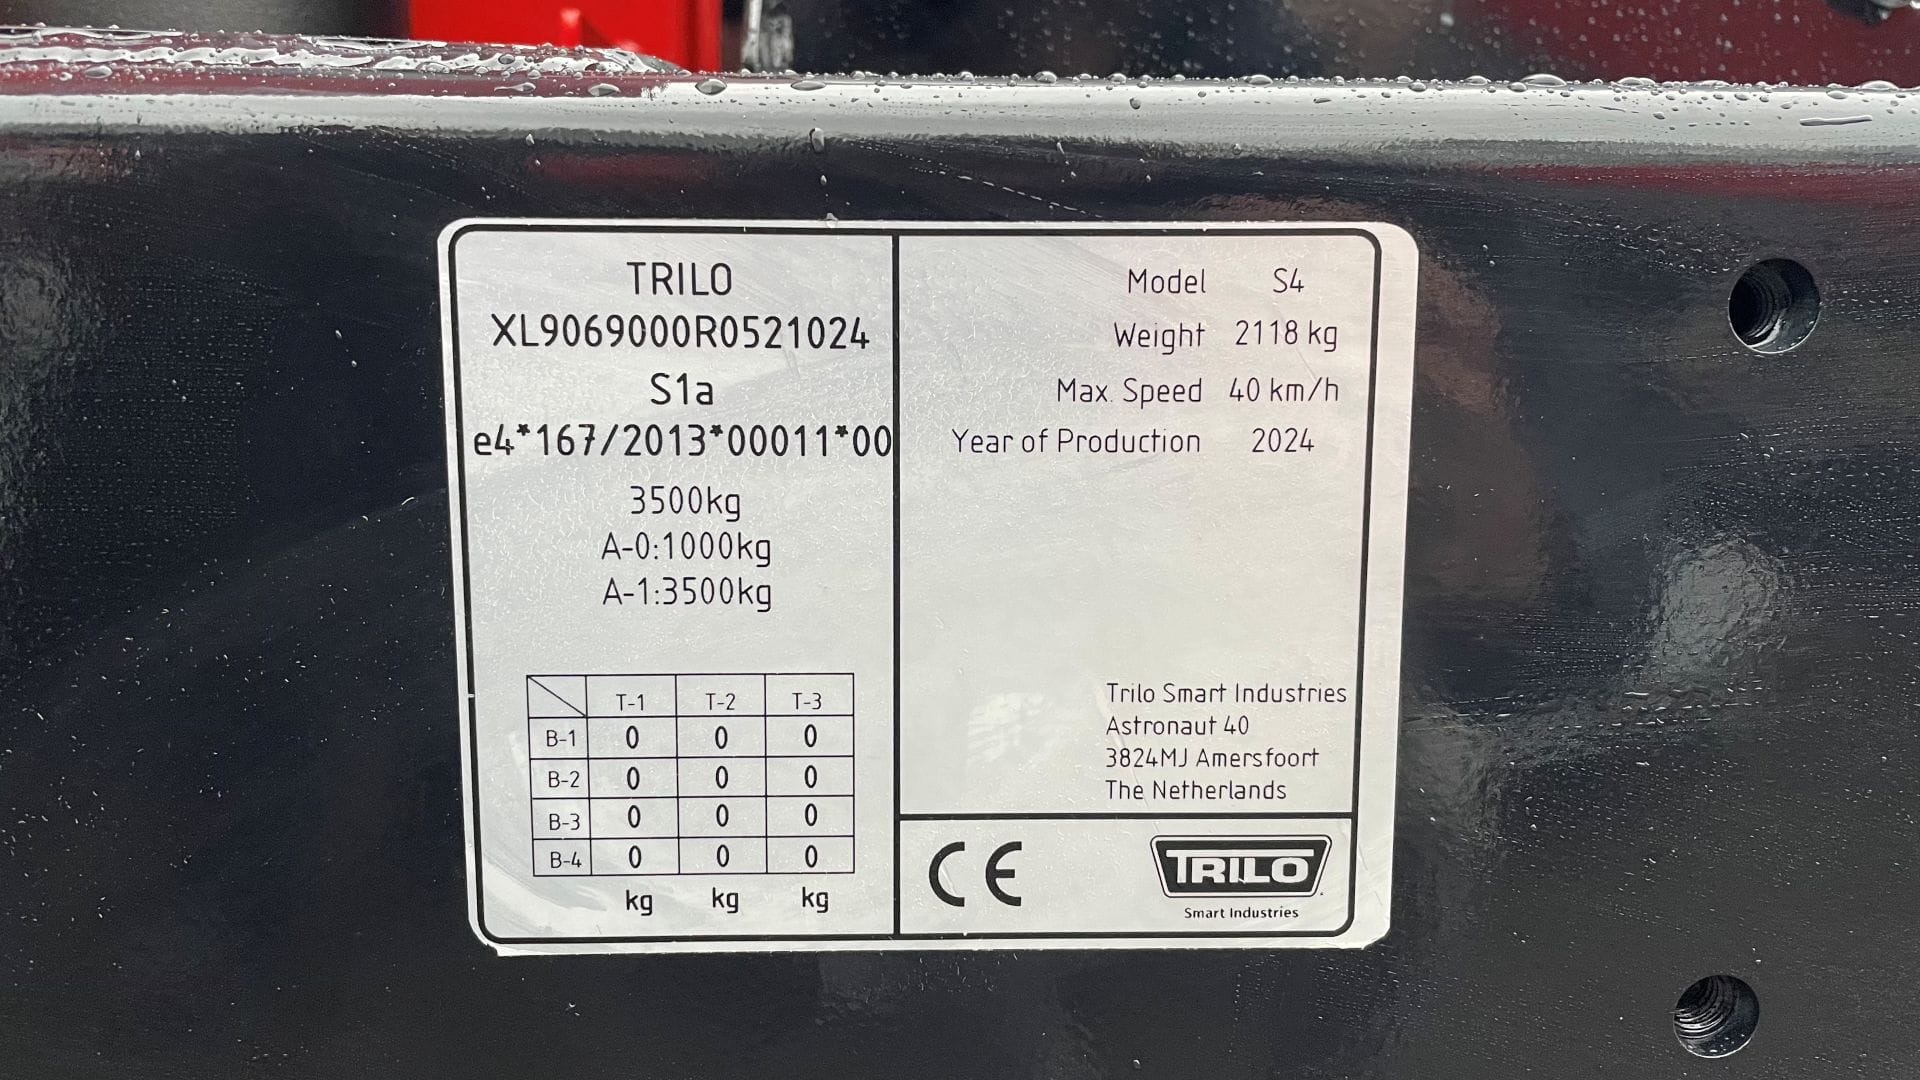 TRILO
XL9069000R0521024
S1a
e4*167/2013*00011*00
3500kg
A-0:1000kg
A-1:3500kg
T-1 T-2 T-3
B-1 0 0 0
B-2 0 0 0
B-3 0 0 0
B-4 0 0 0
kg kg kg
Model S4
Weight 2118 kg
Max. Speed 40 km/h
Year of Production 2024
Trilo Smart Industries
Astronaut 40
3824MJ Amersfoort
The Netherlands
CE
TRILO
Smart Industries